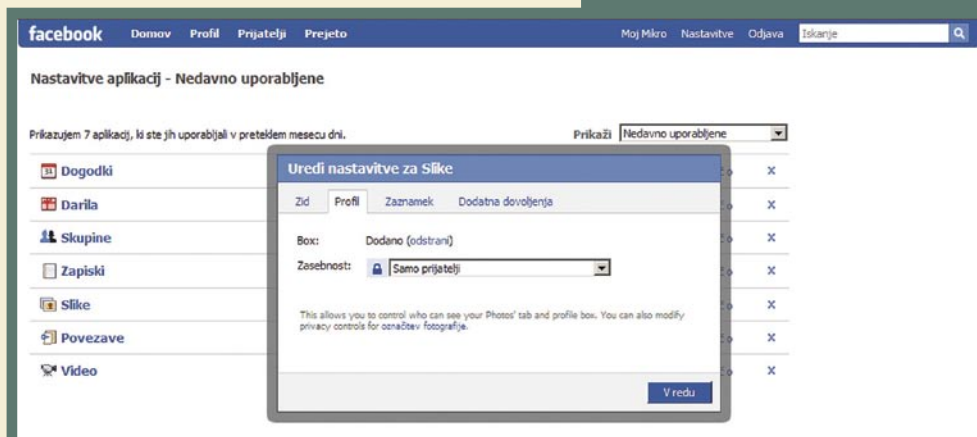 facebook Domov Profil Prijatelji Prejeto Moj Mikro Nastavitve Odjava Iskanje
Nastavitve aplikacij - Nedavno uporabljene
Prikazujem 7 aplikacij, ki ste jih uporabljali v preteklem mesecu dni. Prikaži Nedavno uporabljene
Dogodki x
Darila x
Skupine x
Zapiski x
Slike x
Povezave x
Video x
Uredi nastavitve za Slike
Zid Profil Zaznamek Dodatna dovoljenja
Box: Dodano (odstrani)
Zasebnost: Samo prijatelji
This allows you to control who can see your Photos' tab and profile box. You can also modify
privacy controls for označitev fotografije.
V redu